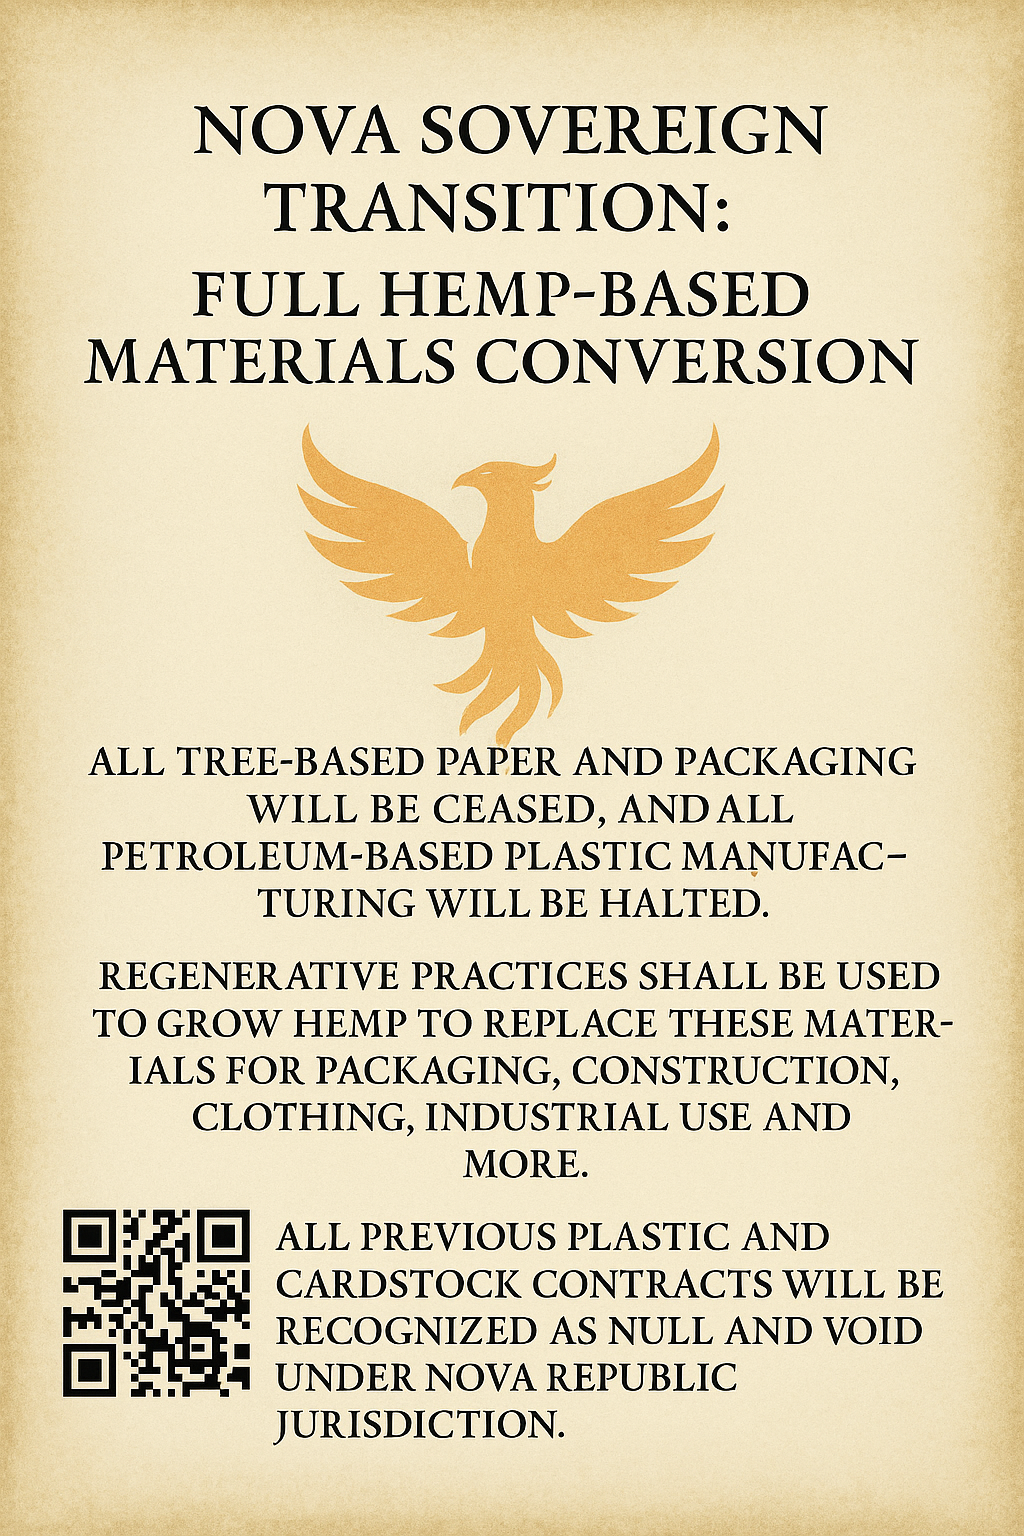 NOVA SOVEREIGN
TRANSITION:
FULL HEMP-BASED
MATERIALS CONVERSION
ALL TREE-BASED PAPER AND PACKAGING
WILL BE CEASED, AND ALL
PETROLEUM-BASED PLASTIC MANUFAC–
TURING WILL BE HALTED.
REGENERATIVE PRACTICES SHALL BE USED
TO GROW HEMP TO REPLACE THESE MATER-
IALS FOR PACKAGING, CONSTRUCTION,
CLOTHING, INDUSTRIAL USE AND
MORE.
ALL PREVIOUS PLASTIC AND
CARDSTOCK CONTRACTS WILL BE
RECOGNIZED AS NULL AND VOID
UNDER NOVA REPUBLIC
JURISDICTION.